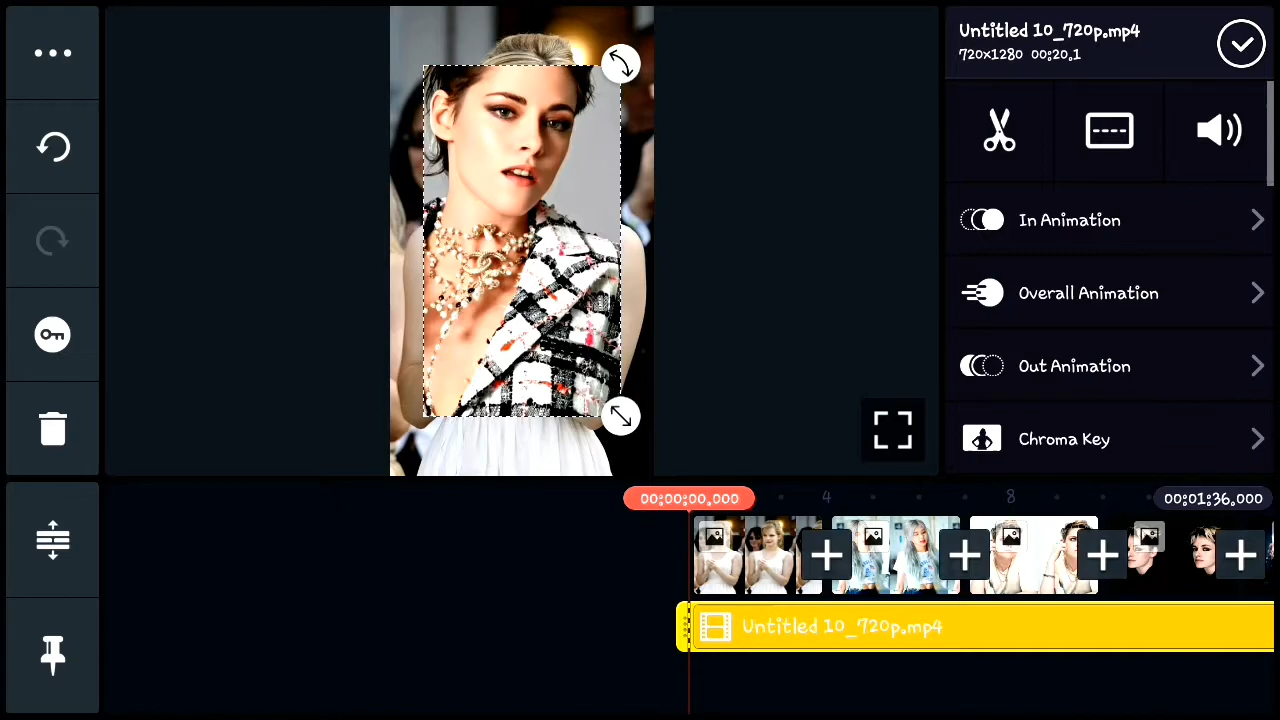 Untitled 10_720p.mp4
720x1280 00:20.1
In Animation
Overall Animation
Out Animation
Chroma Key
00:00:00.000
4
8
00:01:36.000
Untitled 10_720p.mp4